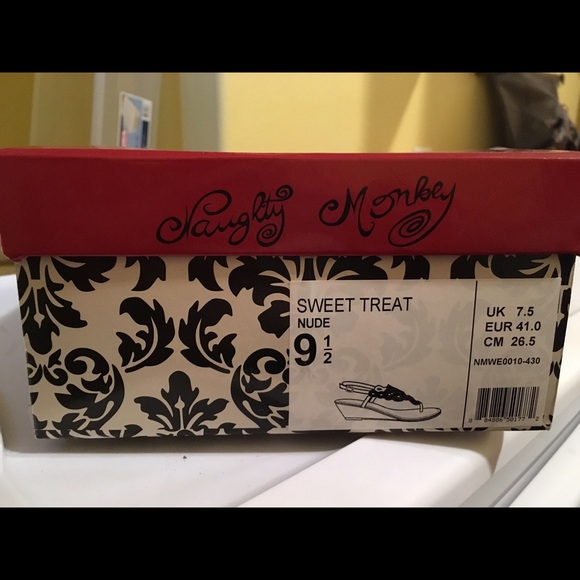 Naughty Monkey
SWEET TREAT
NUDE
9 1/2
UK 7.5
EUR 41.0
CM 26.5
NMWE0010-430